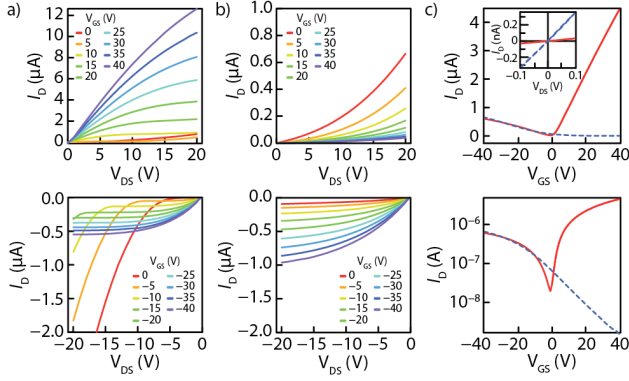 a)
12
10
8
6
4
2
0
I_D (μA)
V_GS (V)
0 25
5 30
10 35
15 40
20
0 5 10 15 20
V_DS (V)
b)
1.0
0.8
0.6
0.4
0.2
0.0
I_D (μA)
V_GS (V)
0 25
5 30
10 35
15 40
20
0 5 10 15 20
V_DS (V)
c)
4
3
2
1
0
I_D (μA)
0.4
0.2
0
−0.2
I_D (nA)
−0.1 0 0.1
V_DS (V)
−40 −20 0 20 40
V_GS (V)
0.0
−0.5
−1.0
−1.5
−2.0
I_D (μA)
V_GS (V)
0 −25
−5 −30
−10 −35
−15 −40
−20
−20 −15 −10 −5 0
V_DS (V)
0.0
−0.5
−1.0
−1.5
−2.0
I_D (μA)
V_GS (V)
0 −25
−5 −30
−10 −35
−15 −40
−20
−20 −15 −10 −5 0
V_DS (V)
10⁻⁶
10⁻⁷
10⁻⁸
I_D (A)
−40 −20 0 20 40
V_GS (V)